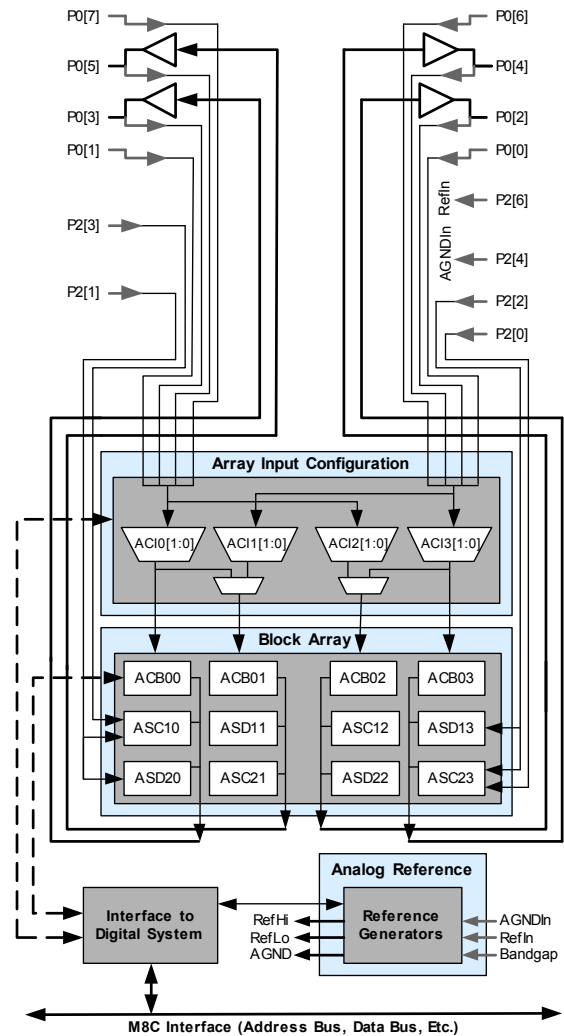 P0[7]
P0[6]
P0[5]
P0[4]
P0[3]
P0[2]
P0[1]
P0[0]
AGNDIn RefIn
P2[6]
P2[3]
P2[4]
P2[1]
P2[2]
P2[0]
Array Input Configuration
ACI0[1:0]
ACI1[1:0]
ACI2[1:0]
ACI3[1:0]
Block Array
ACB00
ACB01
ACB02
ACB03
ASC10
ASD11
ASC12
ASD13
ASD20
ASC21
ASD22
ASC23
Analog Reference
Interface to
Digital System
RefHi
RefLo
AGND
Reference
Generators
AGNDIn
RefIn
Bandgap
M8C Interface (Address Bus, Data Bus, Etc.)